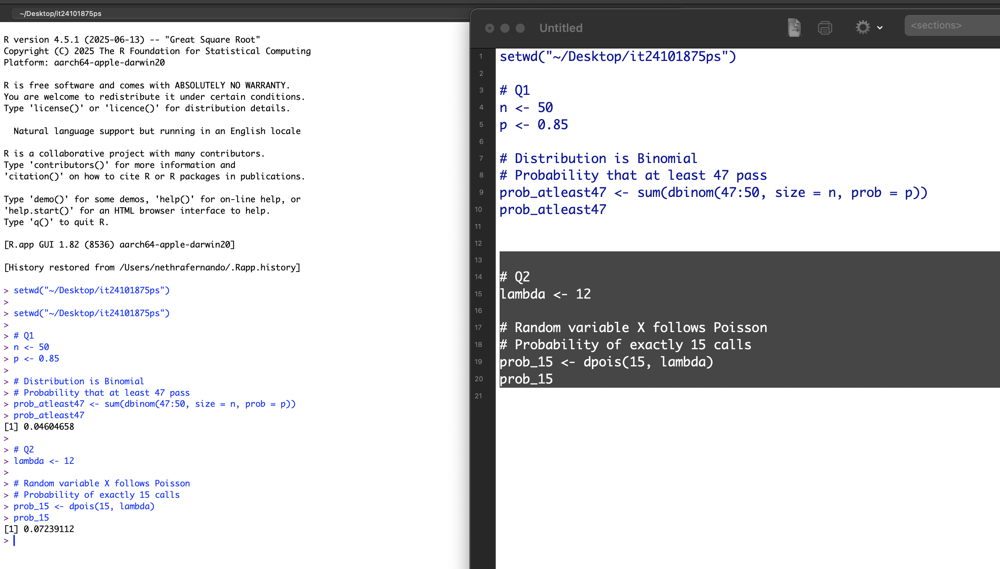 ~/Desktop/it24101875ps
R version 4.5.1 (2025-06-13) -- "Great Square Root"
Copyright (C) 2025 The R Foundation for Statistical Computing
Platform: aarch64-apple-darwin20
R is free software and comes with ABSOLUTELY NO WARRANTY.
You are welcome to redistribute it under certain conditions.
Type 'license()' or 'licence()' for distribution details.
Natural language support but running in an English locale
R is a collaborative project with many contributors.
Type 'contributors()' for more information and
'citation()' on how to cite R or R packages in publications.
Type 'demo()' for some demos, 'help()' for on-line help, or
'help.start()' for an HTML browser interface to help.
Type 'q()' to quit R.
[R.app GUI 1.82 (8536) aarch64-apple-darwin20]
[History restored from /Users/nethrafernando/.Rapp.history]
> setwd("~/Desktop/it24101875ps")
>
> setwd("~/Desktop/it24101875ps")
>
> # Q1
> n <- 50
> p <- 0.85
>
> # Distribution is Binomial
> # Probability that at least 47 pass
> prob_atleast47 <- sum(dbinom(47:50, size = n, prob = p))
> prob_atleast47
[1] 0.04604658
>
> # Q2
> lambda <- 12
>
> # Random variable X follows Poisson
> # Probability of exactly 15 calls
> prob_15 <- dpois(15, lambda)
> prob_15
[1] 0.07239112
>
Untitled
<sections>
1 setwd("~/Desktop/it24101875ps")
2
3 # Q1
4 n <- 50
5 p <- 0.85
6
7 # Distribution is Binomial
8 # Probability that at least 47 pass
9 prob_atleast47 <- sum(dbinom(47:50, size = n, prob = p))
10 prob_atleast47
11
12
13
14 # Q2
15 lambda <- 12
16
17 # Random variable X follows Poisson
18 # Probability of exactly 15 calls
19 prob_15 <- dpois(15, lambda)
20 prob_15
21